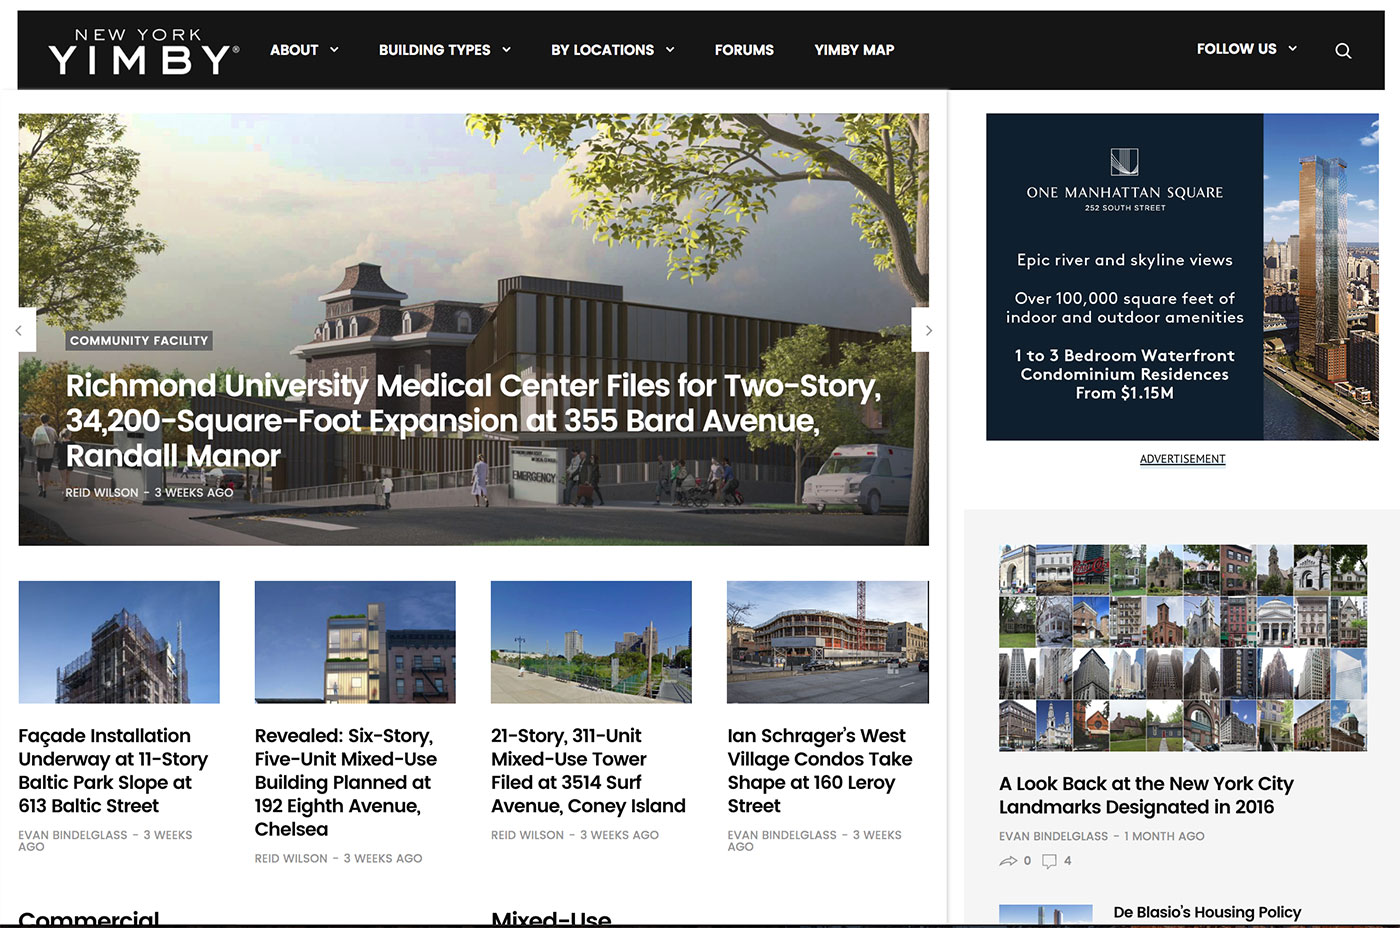 NEW YORK
YIMBY®
ABOUT
BUILDING TYPES
BY LOCATIONS
FORUMS
YIMBY MAP
FOLLOW US
COMMUNITY FACILITY
Richmond University Medical Center Files for Two-Story,
34,200-Square-Foot Expansion at 355 Bard Avenue,
Randall Manor
REID WILSON – 3 WEEKS AGO
EMERGENCY
ONE MANHATTAN SQUARE
252 SOUTH STREET
Epic river and skyline views
Over 100,000 square feet of
indoor and outdoor amenities
1 to 3 Bedroom Waterfront
Condominium Residences
From $1.15M
ADVERTISEMENT
Façade Installation
Underway at 11-Story
Baltic Park Slope at
613 Baltic Street
EVAN BINDELGLASS – 3 WEEKS
AGO
Revealed: Six-Story,
Five-Unit Mixed-Use
Building Planned at
192 Eighth Avenue,
Chelsea
REID WILSON – 3 WEEKS AGO
21-Story, 311-Unit
Mixed-Use Tower
Filed at 3514 Surf
Avenue, Coney Island
REID WILSON – 3 WEEKS AGO
Ian Schrager's West
Village Condos Take
Shape at 160 Leroy
Street
EVAN BINDELGLASS – 3 WEEKS
AGO
A Look Back at the New York City
Landmarks Designated in 2016
EVAN BINDELGLASS – 1 MONTH AGO
0 4
Commercial
Mixed-Use
De Blasio's Housing Policy